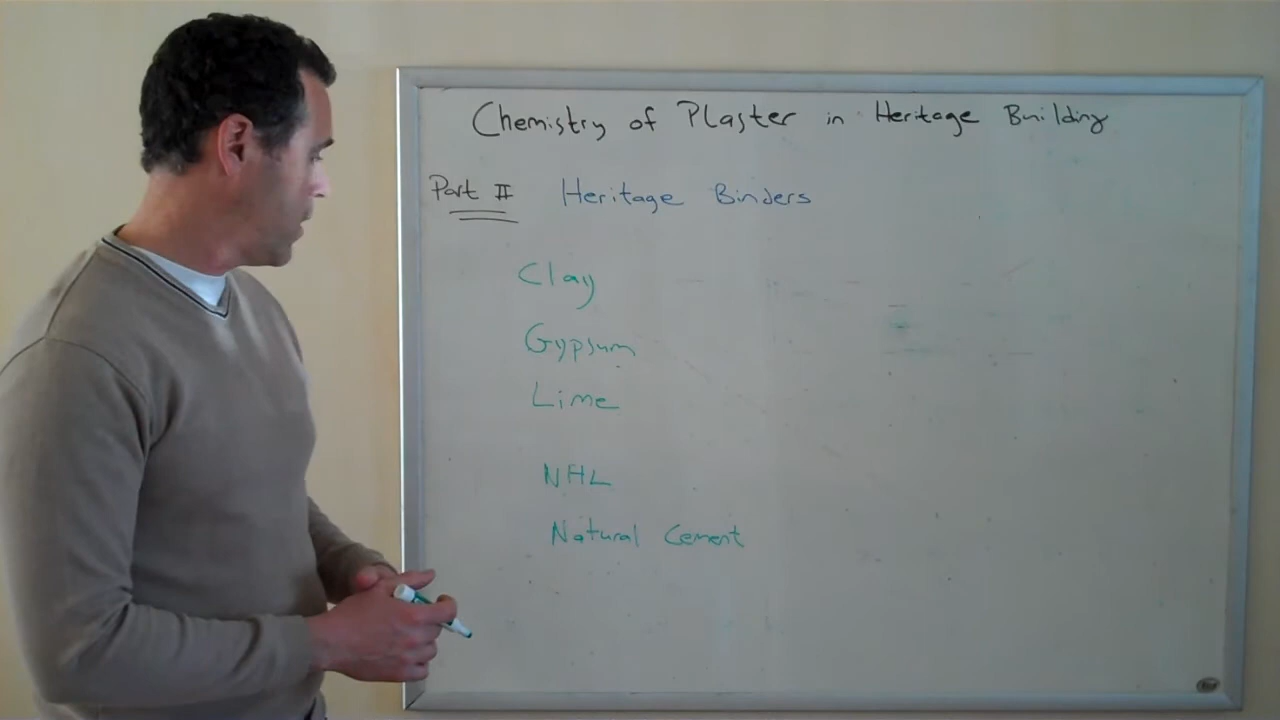 Chemistry of Plaster in Heritage Building
Part II Heritage Binders
Clay
Gypsum
Lime
NHL
Natural Cement